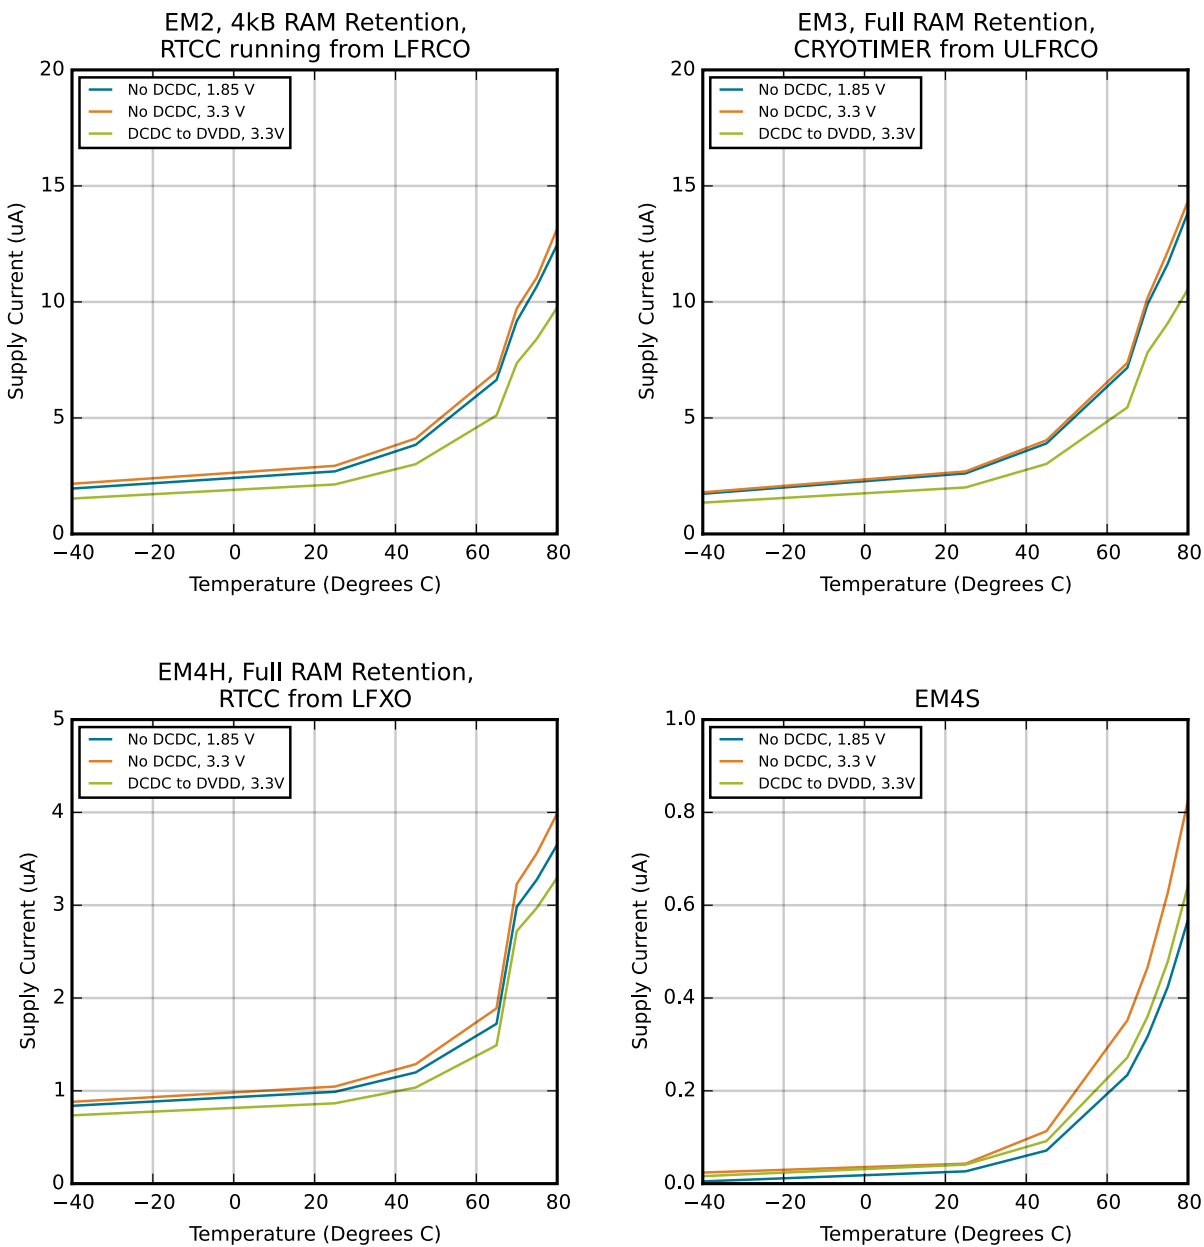 EM2, 4kB RAM Retention,
RTCC running from LFRCO
20
15
10
5
0
No DCDC, 1.85 V
No DCDC, 3.3 V
DCDC to DVDD, 3.3V
Supply Current (uA)
−40 −20 0 20 40 60 80
Temperature (Degrees C)
EM3, Full RAM Retention,
CRYOTIMER from ULFRCO
20
15
10
5
0
No DCDC, 1.85 V
No DCDC, 3.3 V
DCDC to DVDD, 3.3V
Supply Current (uA)
−40 −20 0 20 40 60 80
Temperature (Degrees C)
EM4H, Full RAM Retention,
RTCC from LFXO
5
4
3
2
1
0
No DCDC, 1.85 V
No DCDC, 3.3 V
DCDC to DVDD, 3.3V
Supply Current (uA)
−40 −20 0 20 40 60 80
Temperature (Degrees C)
EM4S
1.0
0.8
0.6
0.4
0.2
0.0
No DCDC, 1.85 V
No DCDC, 3.3 V
DCDC to DVDD, 3.3V
Supply Current (uA)
−40 −20 0 20 40 60 80
Temperature (Degrees C)